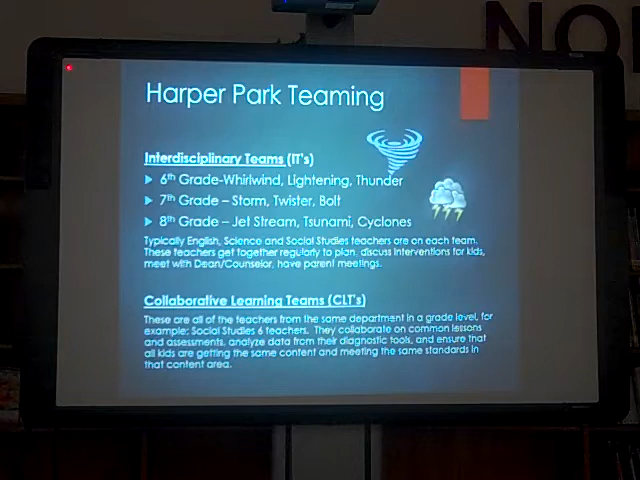 NO
Harper Park Teaming
Interdisciplinary Teams (IT's)
6th Grade-Whirlwind, Lightening, Thunder
7th Grade – Storm, Twister, Bolt
8th Grade – Jet Stream, Tsunami, Cyclones
Typically English, Science and Social Studies teachers are on each team.
These teachers get together regularly to plan, discuss interventions for kids,
meet with Dean/Counselor, have parent meetings.
Collaborative Learning Teams (CLT's)
These are all of the teachers from the same department in a grade level, for
example: Social Studies 6 teachers. They collaborate on common lessons
and assessments, analyze data from their diagnostic tools, and ensure that
all kids are getting the same content and meeting the same standards in
that content area.